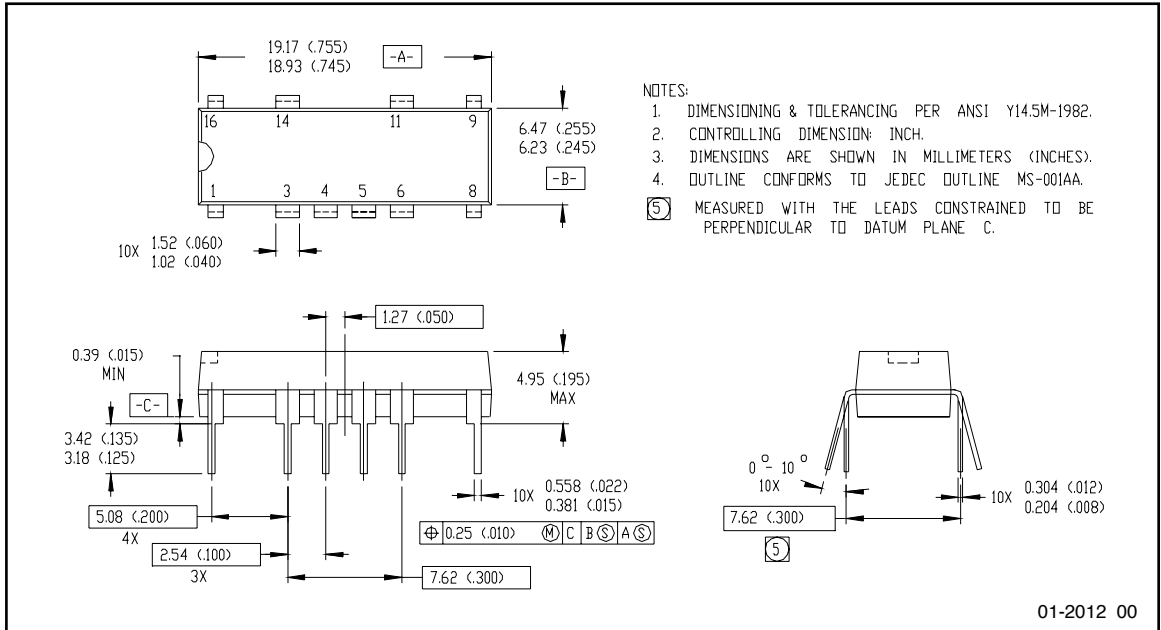 19.17 (.755)
18.93 (.745)
-A-
16 14 11 9
1 3 4 5 6 8
6.47 (.255)
6.23 (.245)
-B-
10X 1.52 (.060)
1.02 (.040)
NOTES:
1. DIMENSIONING & TOLERANCING PER ANSI Y14.5M-1982.
2. CONTROLLING DIMENSION: INCH.
3. DIMENSIONS ARE SHOWN IN MILLIMETERS (INCHES).
4. OUTLINE CONFORMS TO JEDEC OUTLINE MS-001AA.
5 MEASURED WITH THE LEADS CONSTRAINED TO BE
PERPENDICULAR TO DATUM PLANE C.
1.27 (.050)
0.39 (.015)
MIN
-C-
4.95 (.195)
MAX
3.42 (.135)
3.18 (.125)
10X 0.558 (.022)
0.381 (.015)
⌖ 0.25 (.010) Ⓜ C B Ⓢ A Ⓢ
5.08 (.200)
4X
2.54 (.100)
3X
7.62 (.300)
0° - 10°
10X
10X 0.304 (.012)
0.204 (.008)
7.62 (.300)
5
01-2012 00